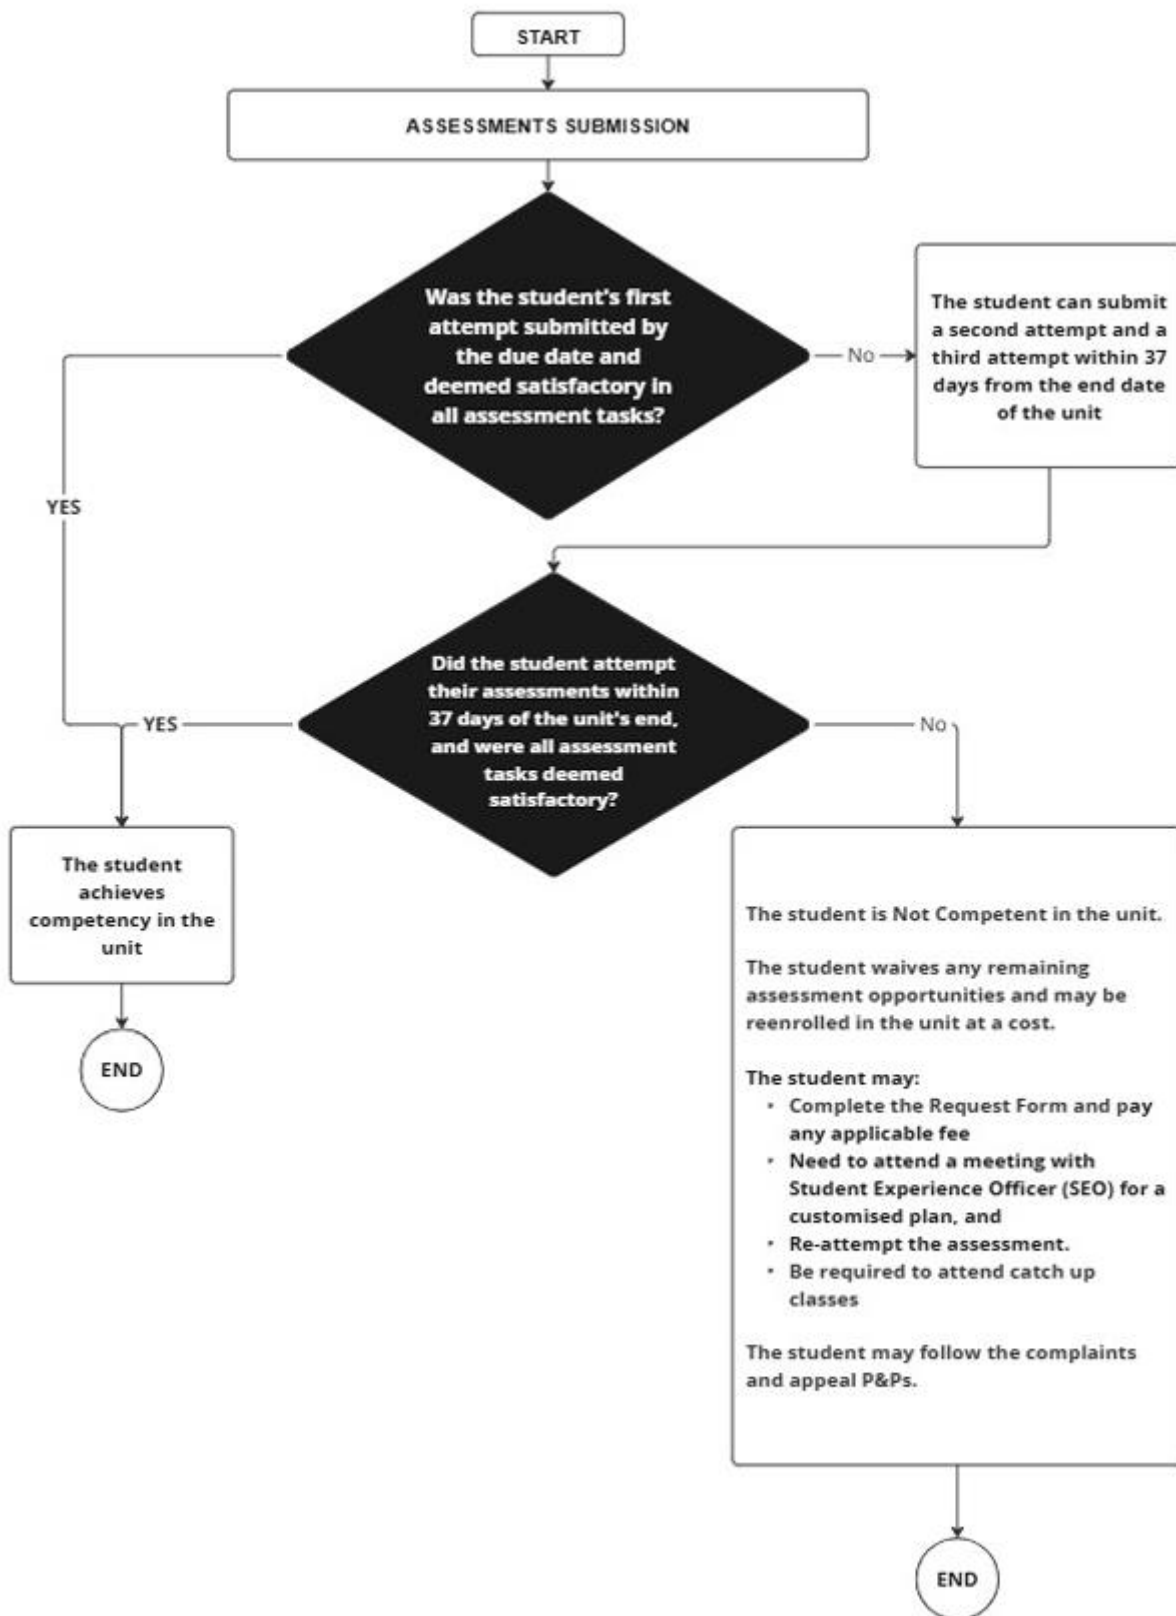 START
ASSESSMENTS SUBMISSION
Was the student's first
attempt submitted by
the due date and
deemed satisfactory in
all assessment tasks?
No
The student can submit
a second attempt and a
third attempt within 37
days from the end date
of the unit
YES
Did the student attempt
their assessments within
37 days of the unit's end,
and were all assessment
tasks deemed
satisfactory?
YES
No
The student
achieves
competency in the
unit
END
The student is Not Competent in the unit.
The student waives any remaining
assessment opportunities and may be
reenrolled in the unit at a cost.
The student may:
• Complete the Request Form and pay
any applicable fee
• Need to attend a meeting with
Student Experience Officer (SEO) for a
customised plan, and
• Re-attempt the assessment.
• Be required to attend catch up
classes
The student may follow the complaints
and appeal P&Ps.
END